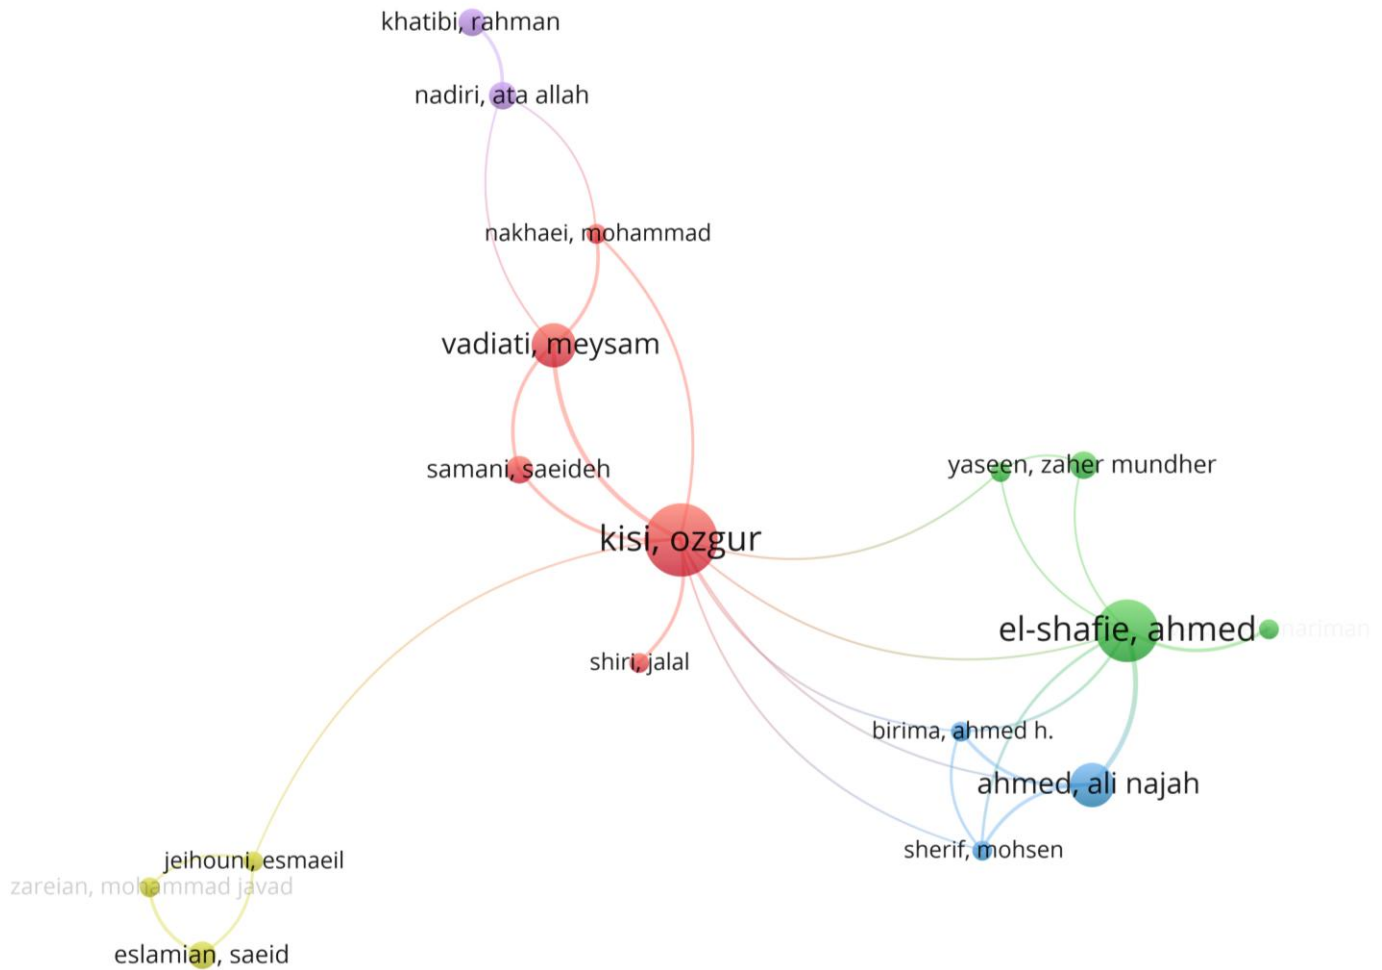 khatibi, rahman
nadiri, ata allah
nakhaei, mohammad
vadiati, meysam
samani, saeideh
yaseen, zaher mundher
kisi, ozgur
el-shafie, ahmed
nariman
shiri, jalal
birima, ahmed h.
ahmed, ali najah
sherif, mohsen
jeihouni, esmaeil
zareian, mohammad javad
eslamian, saeid